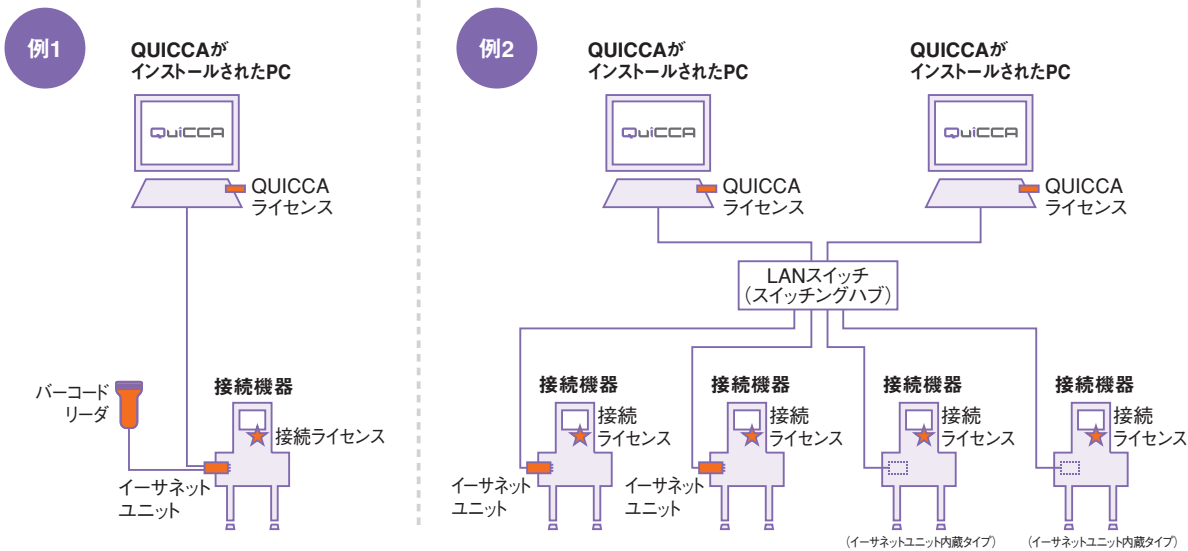 例1
QUICCAが
インストールされたPC
QUICCA
QUICCA
ライセンス
バーコード
リーダ
接続機器
接続ライセンス
イーサネット
ユニット
例2
QUICCAが
インストールされたPC
QUICCAが
インストールされたPC
QUICCA
QUICCA
QUICCA
ライセンス
QUICCA
ライセンス
LANスイッチ
（スイッチングハブ）
接続機器
接続機器
接続機器
接続機器
接続
ライセンス
接続
ライセンス
接続
ライセンス
接続
ライセンス
イーサネット
ユニット
イーサネット
ユニット
（イーサネットユニット内蔵タイプ）
（イーサネットユニット内蔵タイプ）